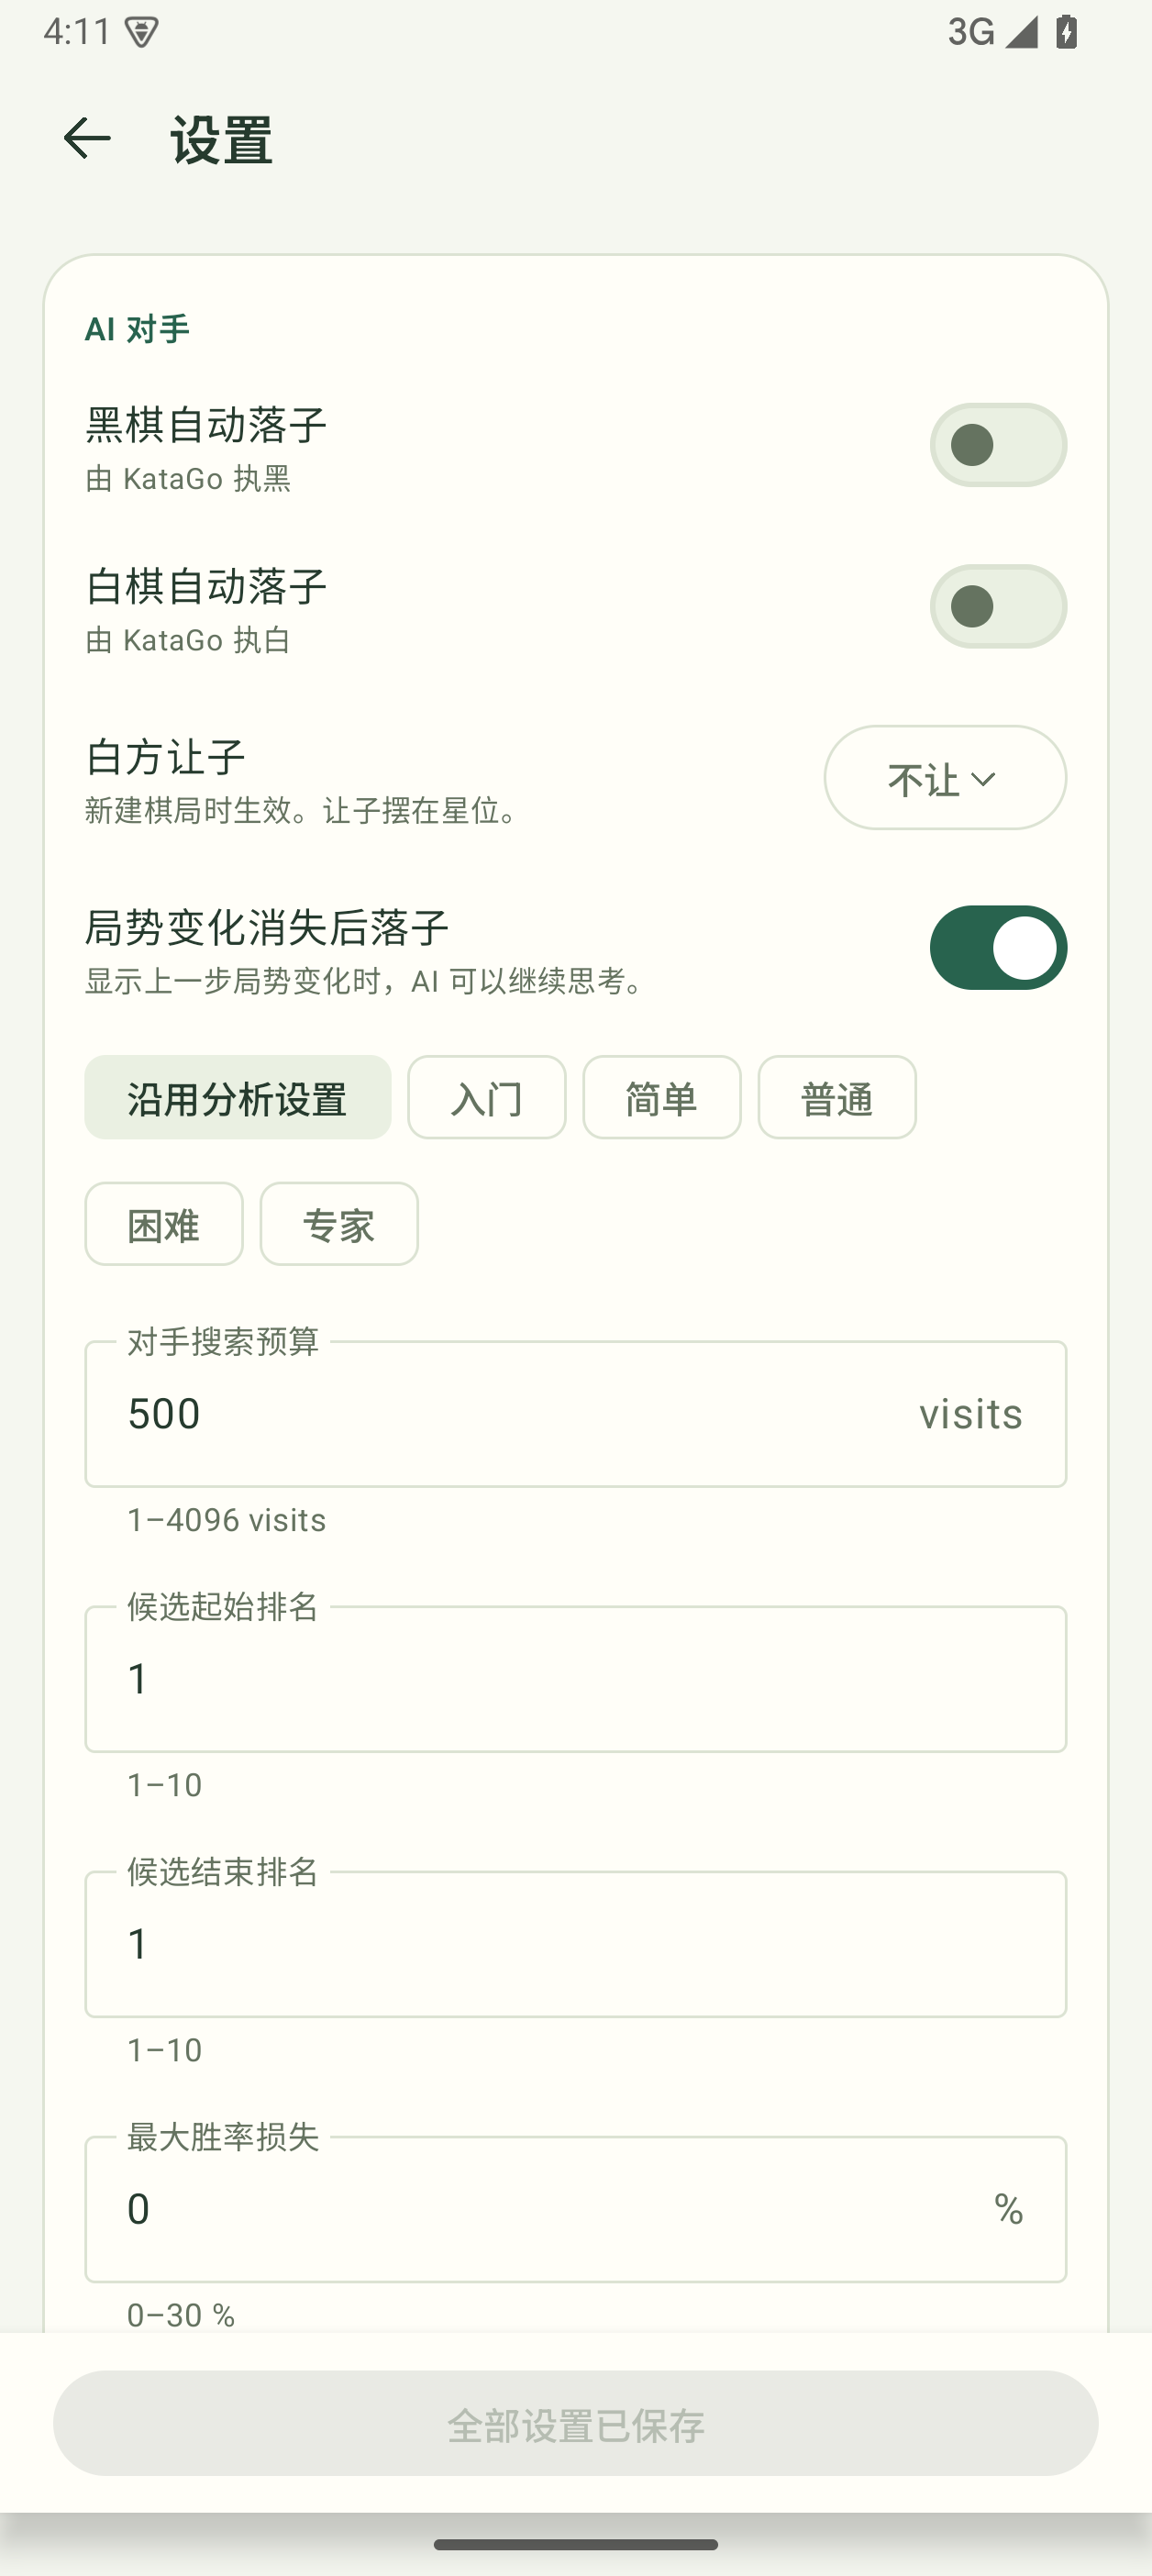 4:11
3G
设置
AI 对手
黑棋自动落子
由 KataGo 执黑
白棋自动落子
由 KataGo 执白
白方让子
新建棋局时生效。让子摆在星位。
不让
局势变化消失后落子
显示上一步局势变化时，AI 可以继续思考。
沿用分析设置 入门 简单 普通
困难 专家
对手搜索预算
500 visits
1–4096 visits
候选起始排名
1
1–10
候选结束排名
1
1–10
最大胜率损失
0 %
0–30 %
全部设置已保存